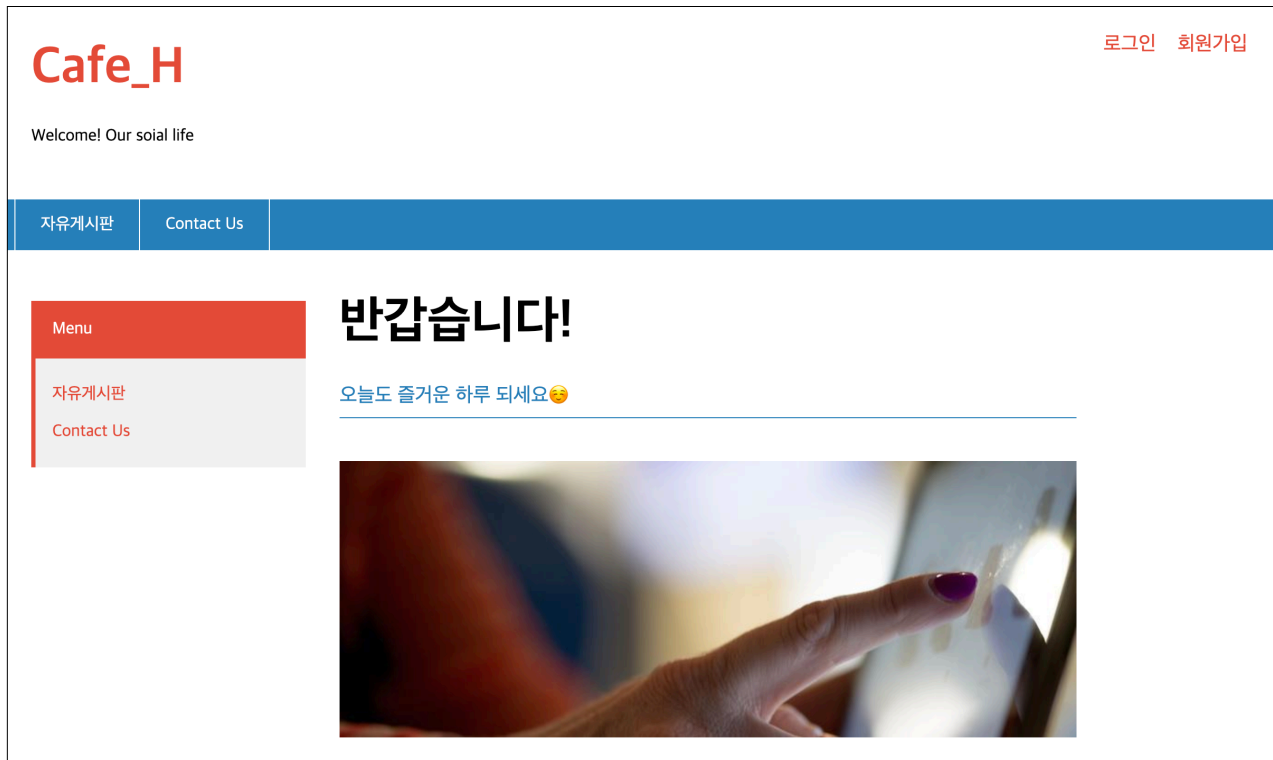 Cafe_H
로그인 회원가입
Welcome! Our soial life
자유게시판 Contact Us
Menu
자유게시판
Contact Us
반갑습니다!
오늘도 즐거운 하루 되세요☺️